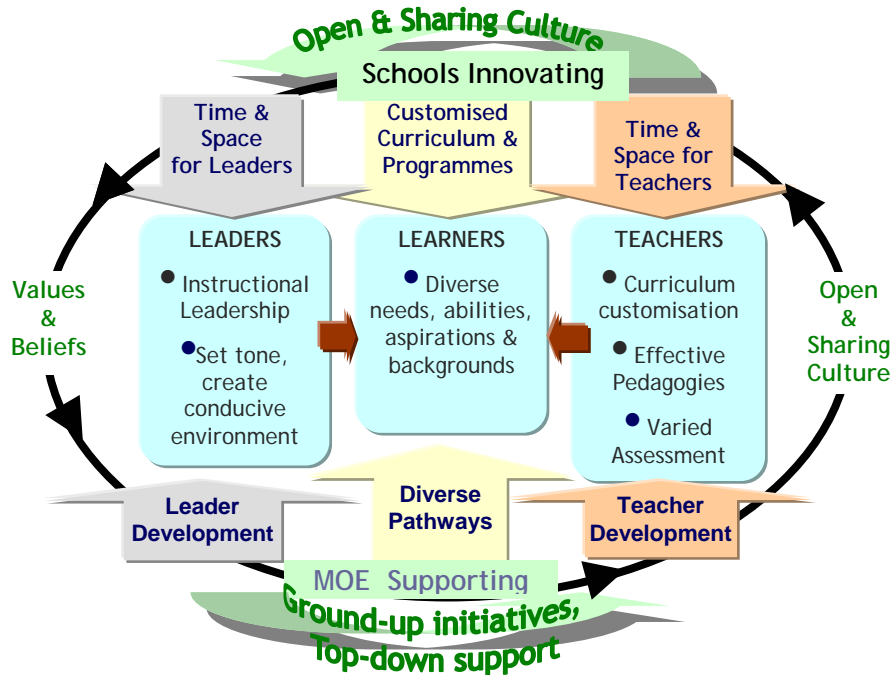 Open & Sharing Culture
Schools Innovating
Time &
Space
for Leaders
Customised
Curriculum &
Programmes
Time &
Space for
Teachers
LEADERS
• Instructional
Leadership
• Set tone,
create
conducive
environment
LEARNERS
• Diverse
needs, abilities,
aspirations &
backgrounds
TEACHERS
• Curriculum
customisation
• Effective
Pedagogies
• Varied
Assessment
Values
&
Beliefs
Open
&
Sharing
Culture
Leader
Development
Diverse
Pathways
Teacher
Development
MOE Supporting
Ground-up initiatives,
Top-down support